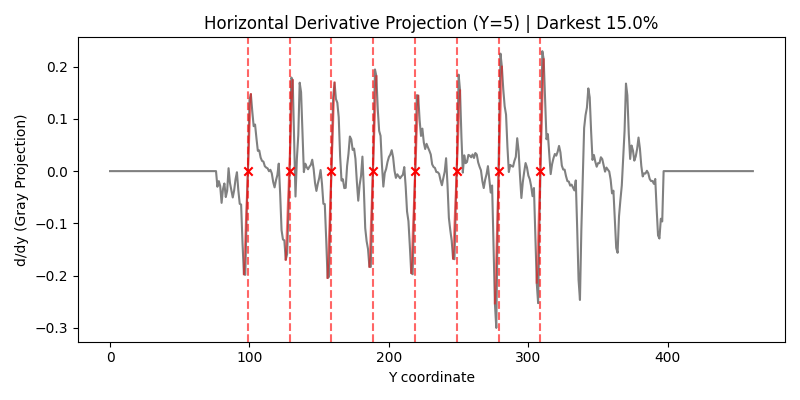 Horizontal Derivative Projection (Y=5) | Darkest 15.0%
d/dy (Gray Projection)
0.2
0.1
0.0
−0.1
−0.2
−0.3
0 100 200 300 400
Y coordinate